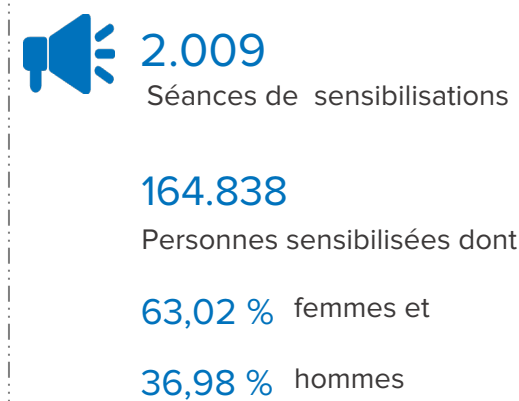 2.009
Séances de sensibilisations
164.838
Personnes sensibilisées dont
63,02 % femmes et
36,98 % hommes